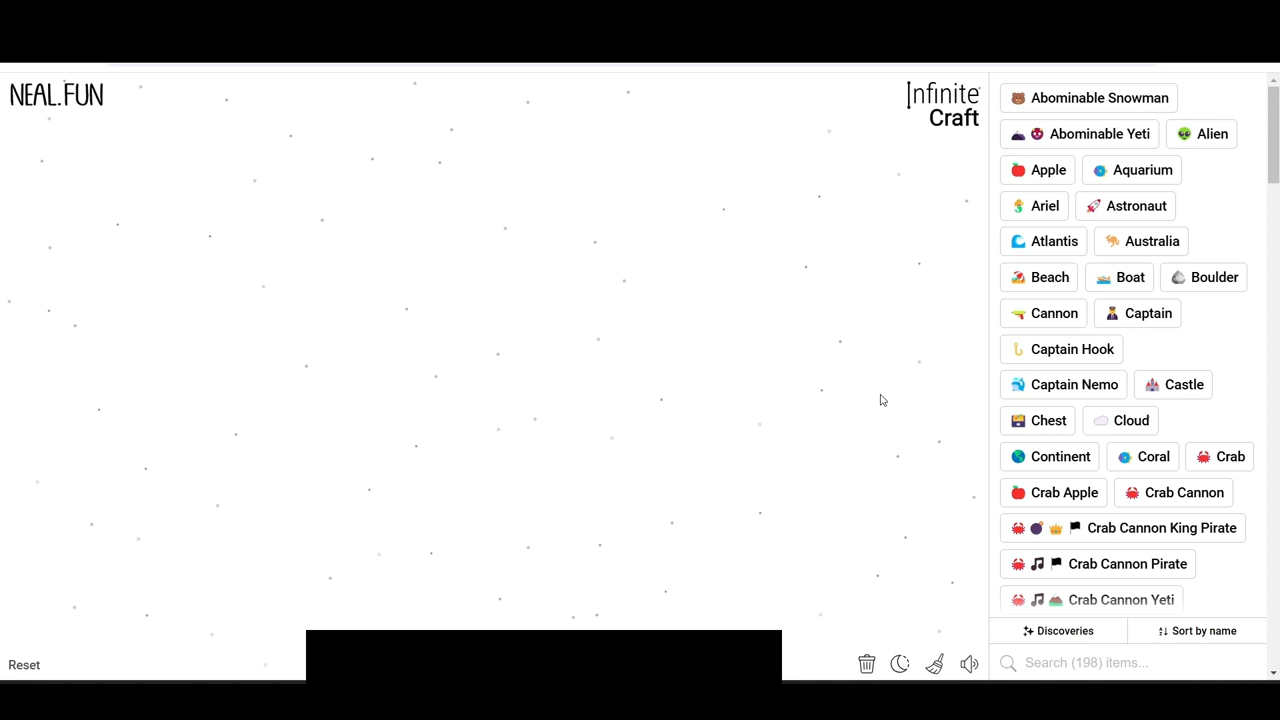 NEAL.FUN
Infinite
Craft
Abominable Snowman
Abominable Yeti Alien
Apple Aquarium
Ariel Astronaut
Atlantis Australia
Beach Boat Boulder
Cannon Captain
Captain Hook
Captain Nemo Castle
Chest Cloud
Continent Coral Crab
Crab Apple Crab Cannon
Crab Cannon King Pirate
Crab Cannon Pirate
Crab Cannon Yeti
Discoveries Sort by name
Search (198) items...
Reset